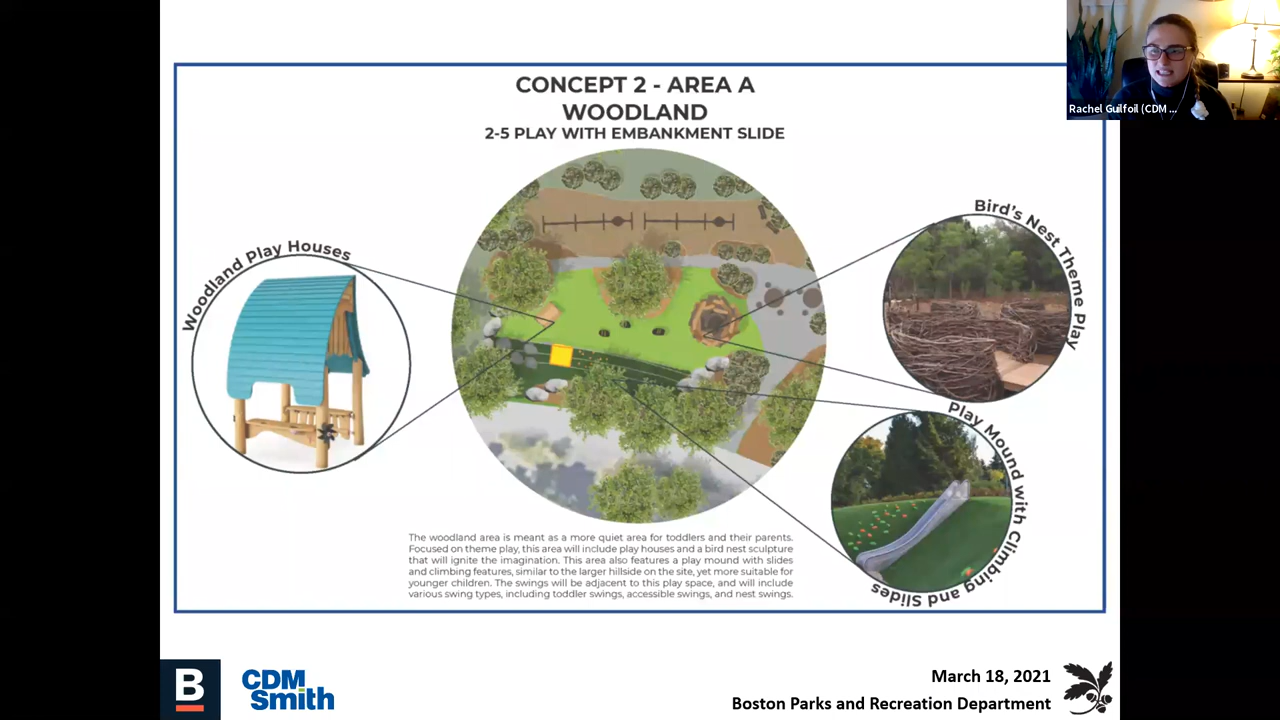 CONCEPT 2 - AREA A
WOODLAND
2-5 PLAY WITH EMBANKMENT SLIDE
Rachel Guilfoil (CDM ...
Woodland Play Houses
Bird's Nest Theme Play
Play Mound with Climbing and Slides
The woodland area is meant as a more quiet area for toddlers and their parents.
Focused on theme play, this area will include play houses and a bird nest sculpture
that will ignite the imagination. This area also features a play mound with slides
and climbing features, similar to the larger hillside on the site, yet more suitable for
younger children. The swings will be adjacent to this play space, and will include
various swing types, including toddler swings, accessible swings, and nest swings.
B
CDM
Smith
March 18, 2021
Boston Parks and Recreation Department